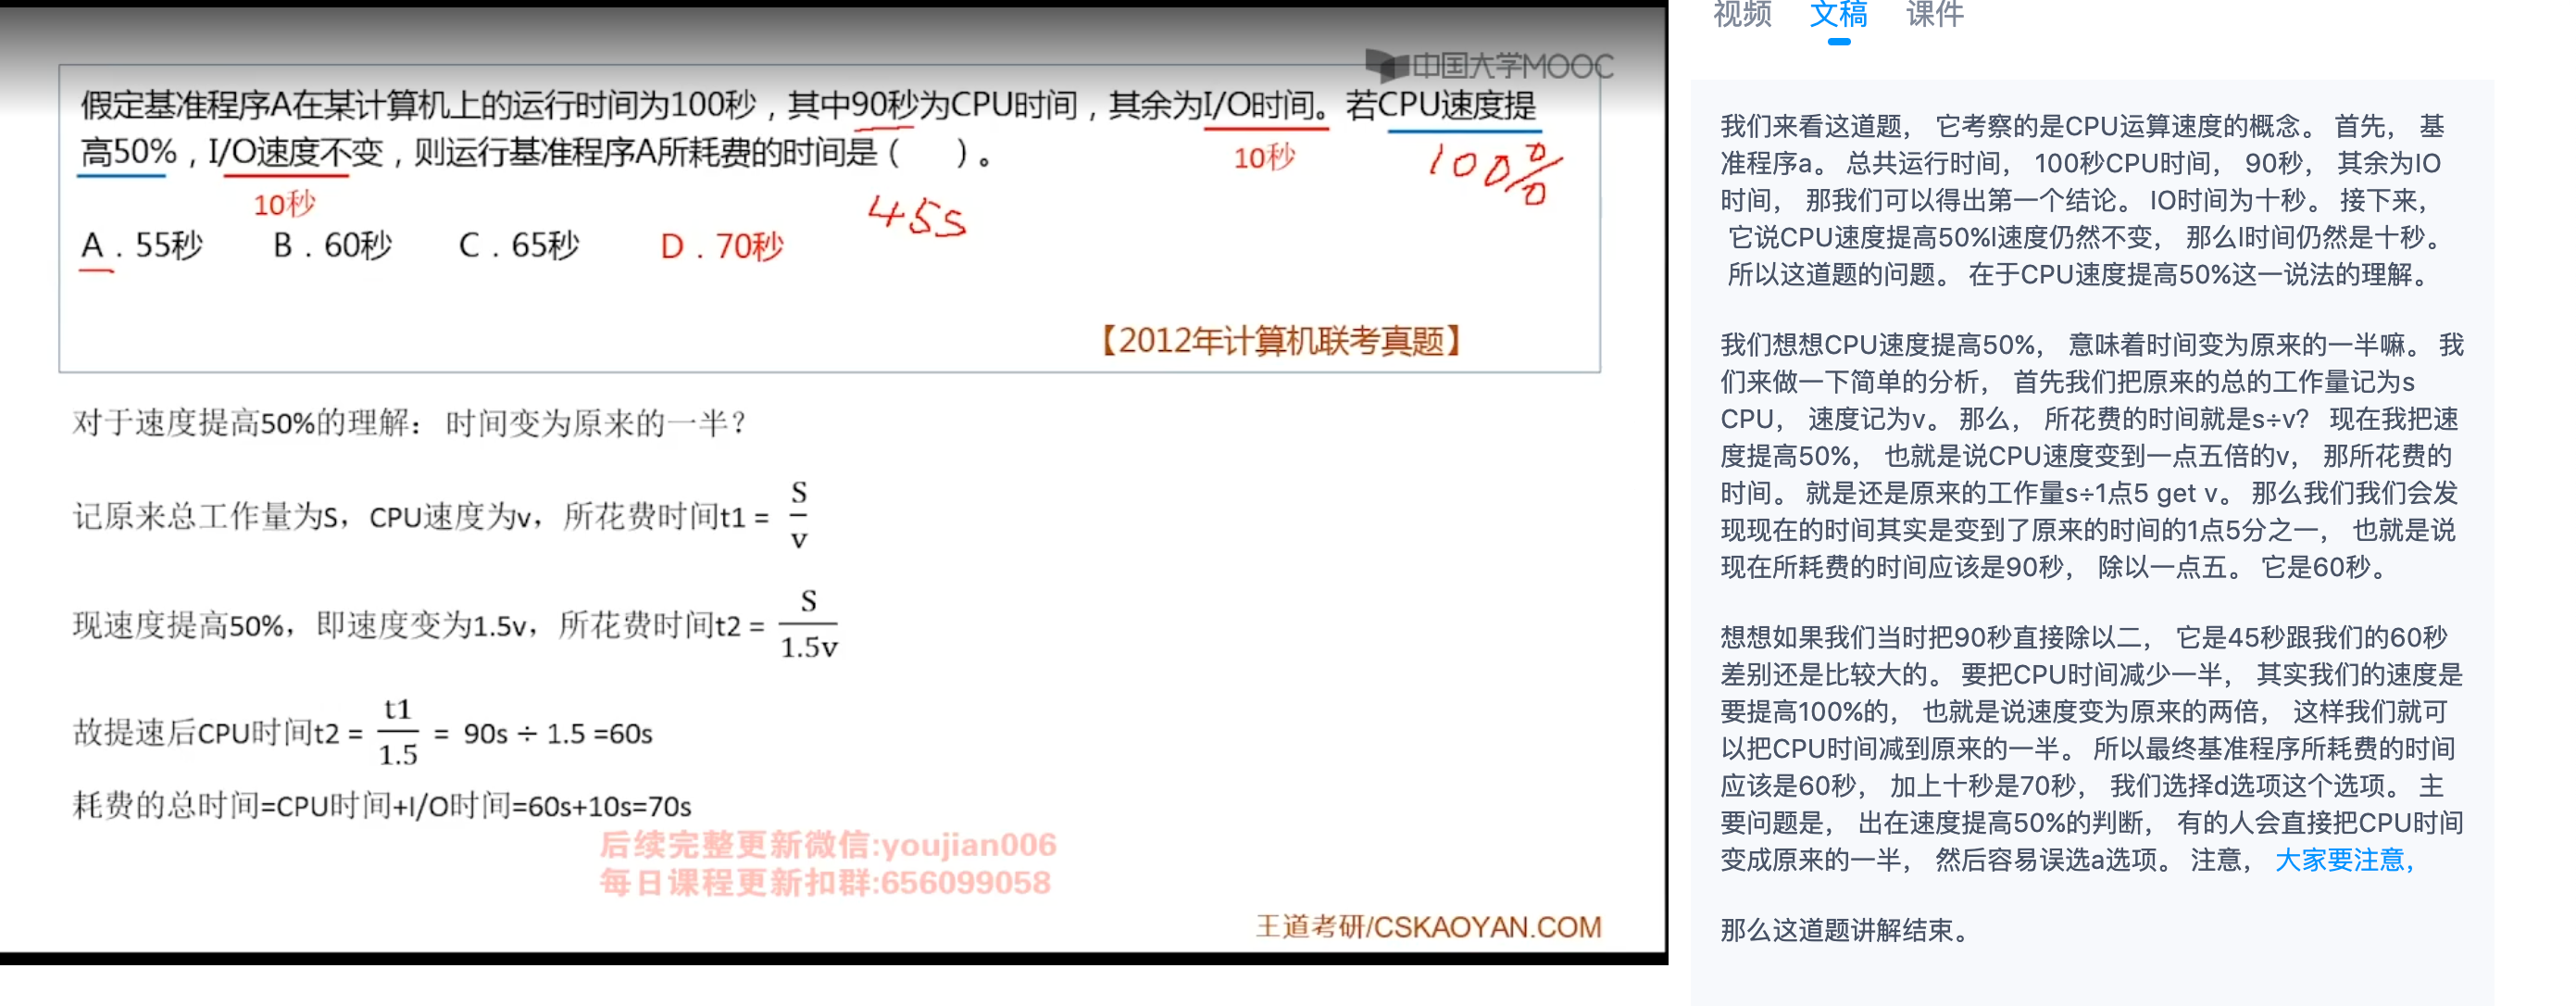 中国大学MOOC
假定基准程序A在某计算机上的运行时间为100秒，其中90秒为CPU时间，其余为I/O时间。若CPU速度提
高50%，I/O速度不变，则运行基准程序A所耗费的时间是（　　）。
10秒
100%
10秒
45s
A．55秒　B．60秒　C．65秒　D．70秒
【2012年计算机联考真题】
对于速度提高50%的理解：时间变为原来的一半？
记原来总工作量为S，CPU速度为v，所花费时间t1 = S/v
现速度提高50%，即速度变为1.5v，所花费时间t2 = S/1.5v
故提速后CPU时间t2 = t1/1.5 = 90s ÷ 1.5 =60s
耗费的总时间=CPU时间+I/O时间=60s+10s=70s
后续完整更新微信:youjian006
每日课程更新扣群:656099058
王道考研/CSKAOYAN.COM
视频　文稿　课件
我们来看这道题， 它考察的是CPU运算速度的概念。 首先， 基
准程序a。 总共运行时间， 100秒CPU时间， 90秒， 其余为IO
时间， 那我们可以得出第一个结论。 IO时间为十秒。 接下来，
它说CPU速度提高50%I速度仍然不变， 那么I时间仍然是十秒。
所以这道题的问题。 在于CPU速度提高50%这一说法的理解。
我们想想CPU速度提高50%， 意味着时间变为原来的一半嘛。 我
们来做一下简单的分析， 首先我们把原来的总的工作量记为s
CPU， 速度记为v。 那么， 所花费的时间就是s÷v? 现在我把速
度提高50%， 也就是说CPU速度变到一点五倍的v， 那所花费的
时间。 就是还是原来的工作量s÷1点5 get v。 那么我们我们会发
现现在的时间其实是变到了原来的时间的1点5分之一， 也就是说
现在所耗费的时间应该是90秒， 除以一点五。 它是60秒。
想想如果我们当时把90秒直接除以二， 它是45秒跟我们的60秒
差别还是比较大的。 要把CPU时间减少一半， 其实我们的速度是
要提高100%的， 也就是说速度变为原来的两倍， 这样我们就可
以把CPU时间减到原来的一半。 所以最终基准程序所耗费的时间
应该是60秒， 加上十秒是70秒， 我们选择d选项这个选项。 主
要问题是， 出在速度提高50%的判断， 有的人会直接把CPU时间
变成原来的一半， 然后容易误选a选项。 注意， 大家要注意，
那么这道题讲解结束。